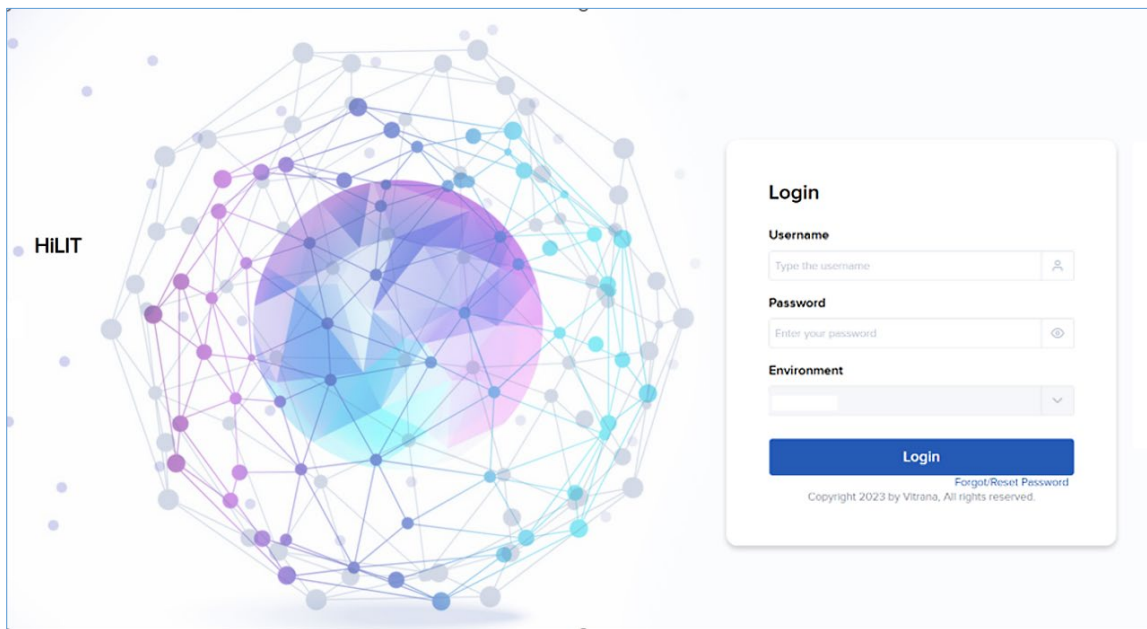 HiLIT
Login
Username
Type the username
Password
Enter your password
Environment
Login
Forgot/Reset Password
Copyright 2023 by Vitrana, All rights reserved.